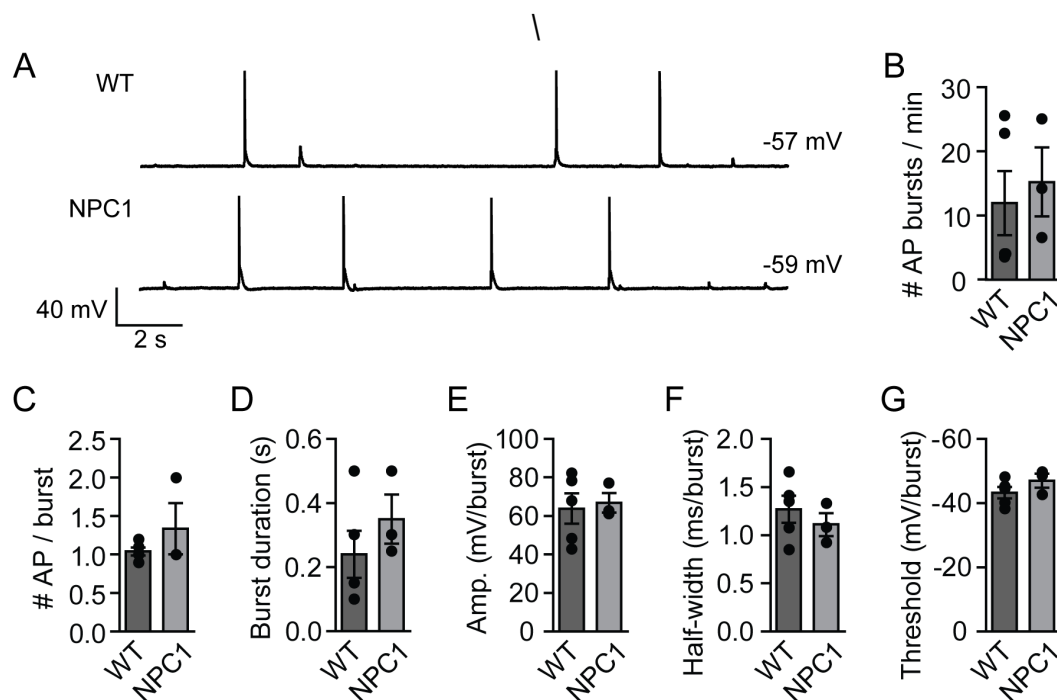 \
A
WT
-57 mV
NPC1
-59 mV
40 mV
2 s
B
# AP bursts / min
30
20
10
0
WT
NPC1
C
# AP / burst
2.5
2.0
1.5
1.0
0.5
0.0
WT
NPC1
D
Burst duration (s)
0.6
0.4
0.2
0.0
WT
NPC1
E
Amp. (mV/burst)
100
80
60
40
20
0
WT
NPC1
F
Half-width (ms/burst)
2.0
1.5
1.0
0.5
0.0
WT
NPC1
G
Threshold (mV/burst)
-60
-40
-20
0
WT
NPC1